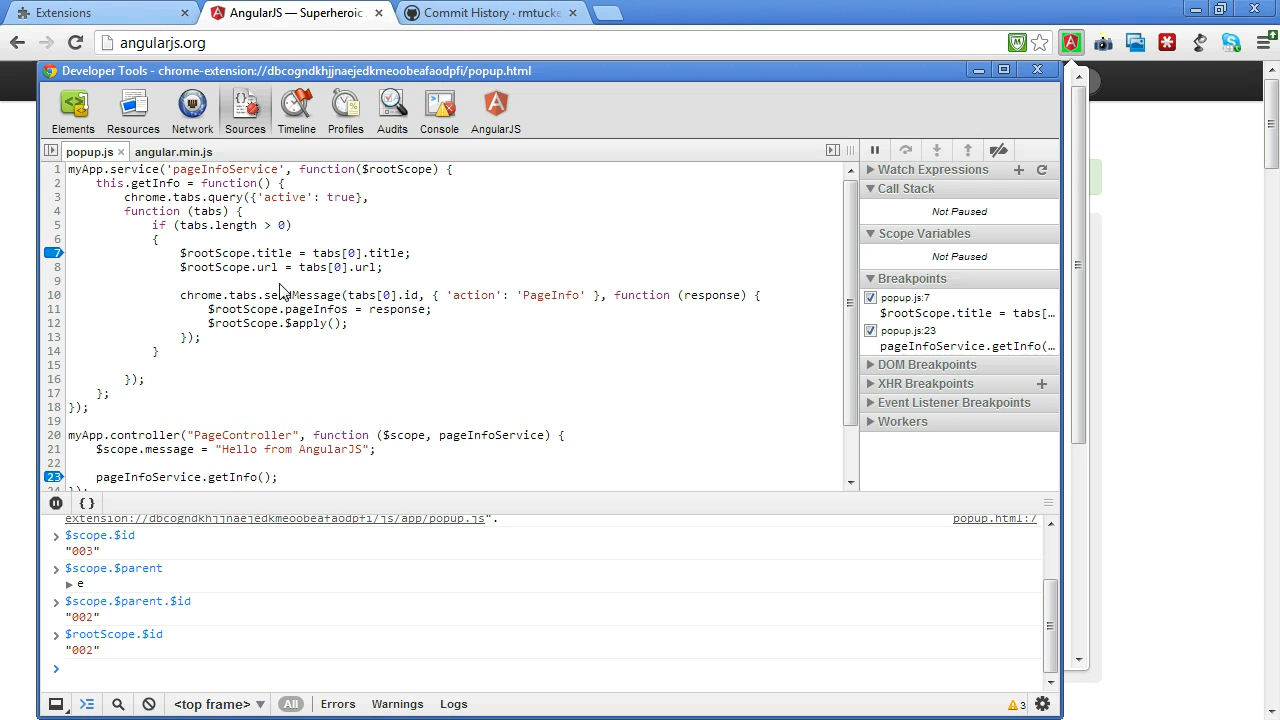 Extensions
AngularJS — Superheroic
Commit History · rmtucke
angularjs.org
Developer Tools - chrome-extension://dbcogndkhjjnaejedkmeoobeafaodpfi/popup.html
Elements Resources Network Sources Timeline Profiles Audits Console AngularJS
popup.js × angular.min.js
1 myApp.service('pageInfoService', function($rootScope) {
2 this.getInfo = function() {
3 chrome.tabs.query({'active': true},
4 function (tabs) {
5 if (tabs.length > 0)
6 {
7 $rootScope.title = tabs[0].title;
8 $rootScope.url = tabs[0].url;
9
10 chrome.tabs.sendMessage(tabs[0].id, { 'action': 'PageInfo' }, function (response) {
11 $rootScope.pageInfos = response;
12 $rootScope.$apply();
13 });
14 }
15
16 });
17 };
18 });
19
20 myApp.controller("PageController", function ($scope, pageInfoService) {
21 $scope.message = "Hello from AngularJS";
22
23 pageInfoService.getInfo();
24 });
Watch Expressions
Call Stack
Not Paused
Scope Variables
Not Paused
Breakpoints
popup.js:7
$rootScope.title = tabs[…
popup.js:23
pageInfoService.getInfo(…
DOM Breakpoints
XHR Breakpoints
Event Listener Breakpoints
Workers
{ }
extension://dbcogndkhjjnaejedkmeoobeafaodpfi/js/app/popup.js". popup.html:7
> $scope.$id
"003"
> $scope.$parent
▶ e
> $scope.$parent.$id
"002"
> $rootScope.$id
"002"
>
<top frame> ▼ All Errors Warnings Logs 3